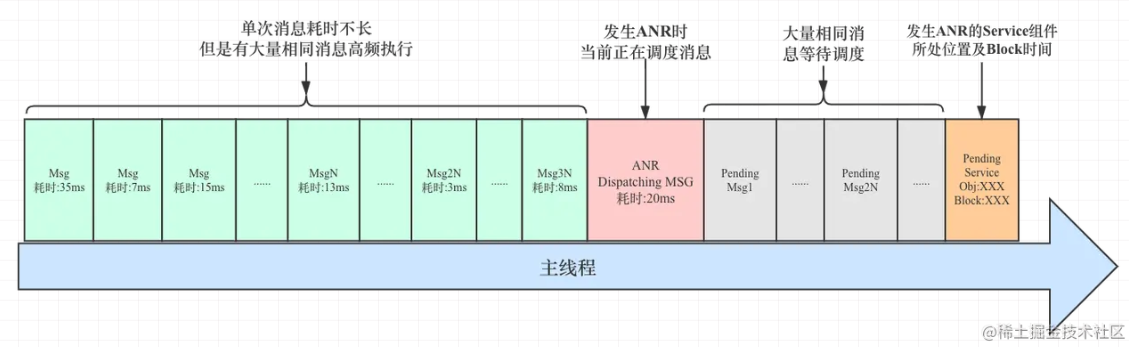 单次消息耗时不长
但是有大量相同消息高频执行
发生ANR时
当前正在调度消息
大量相同消
息等待调度
发生ANR的Service组件
所处位置及Block时间
Msg
耗时:35ms
Msg
耗时:7ms
Msg
耗时:15ms
......
MsgN
耗时:13ms
......
Msg2N
耗时:3ms
......
Msg3N
耗时:8ms
ANR
Dispatching MSG
耗时:20ms
Pending
Msg1
......
Pending
Msg2N
......
Pending
Service
Obj:XXX
Block:XXX
主线程
@稀土掘金技术社区